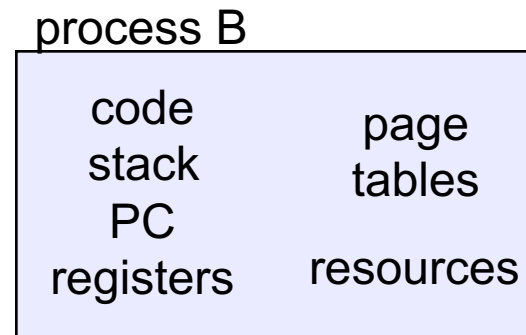 process B
code
stack
PC
registers
page
tables
resources